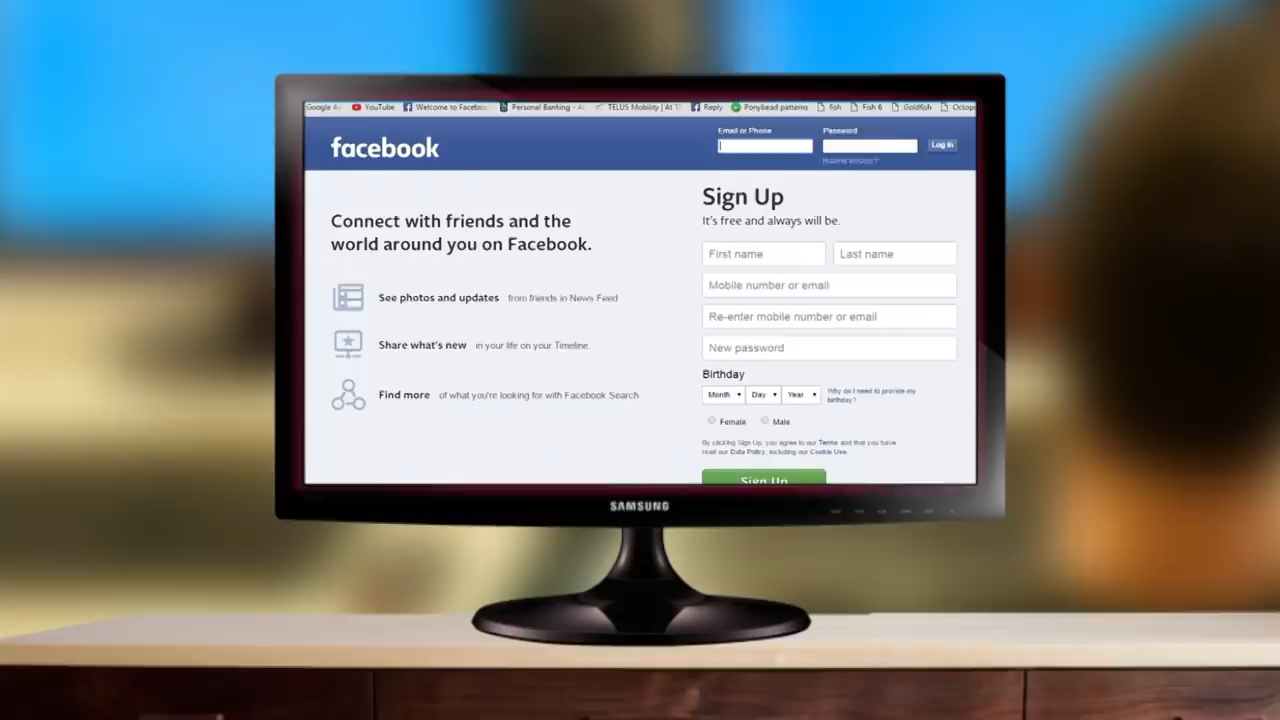 Google YouTube Welcome to Facebo Personal Banking - TELUS Mobility | At T Reply Ponybead patterns fish Fish 6 Goldfish Octopu
Email or Phone Password
facebook Log In
Sign Up
It's free and always will be.
Connect with friends and the
world around you on Facebook.
First name Last name
Mobile number or email
See photos and updates from friends in News Feed
Re-enter mobile number or email
Share what's new in your life on your Timeline
New password
Birthday
Month Day Year Why do I need to provide my
birthday?
Find more of what you're looking for with Facebook Search
Female Male
By clicking Sign Up, you agree to our Terms and that you have
read our Data Policy, including our Cookie Use.
Sign Up
SAMSUNG